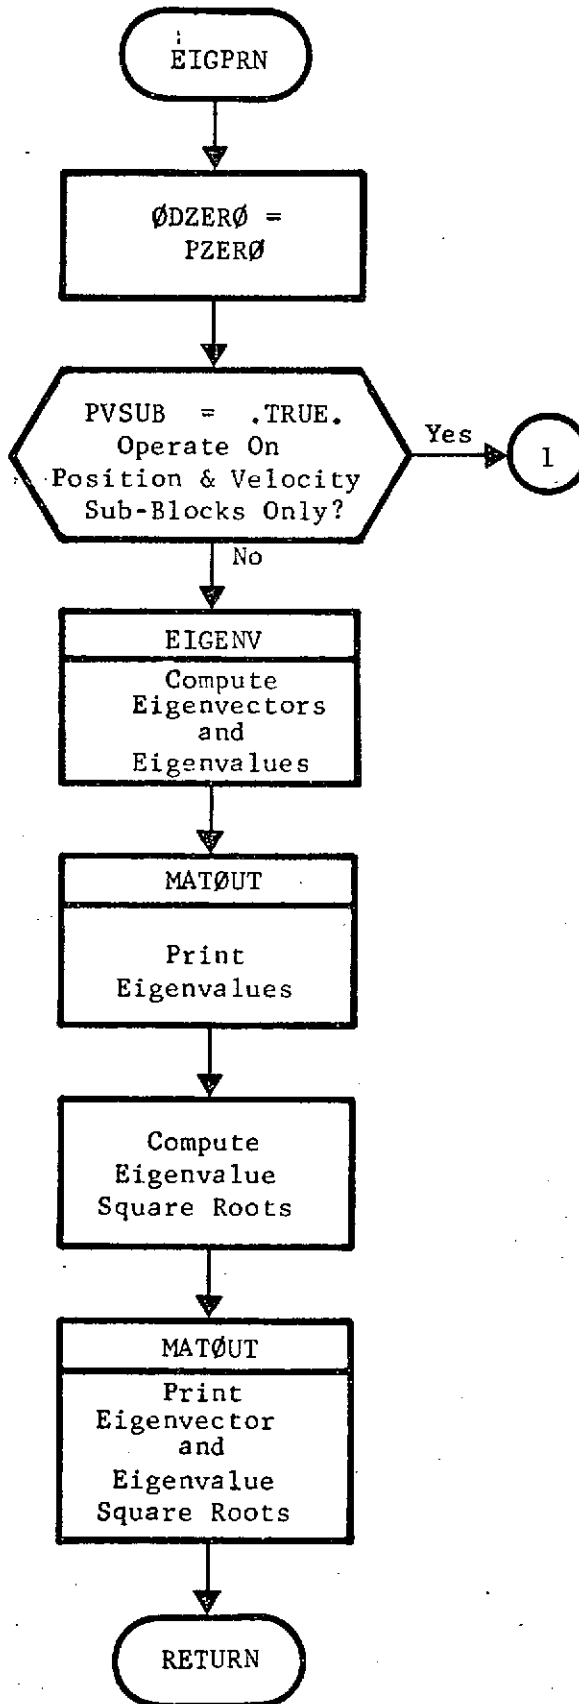 EIGPRN
ØDZERØ =
PZERØ
PVSUB = .TRUE.
Operate On
Position & Velocity
Sub-Blocks Only?
Yes
1
No
EIGENV
Compute
Eigenvectors
and
Eigenvalues
MATØUT
Print
Eigenvalues
Compute
Eigenvalue
Square Roots
MATØUT
Print
Eigenvector
and
Eigenvalue
Square Roots
RETURN